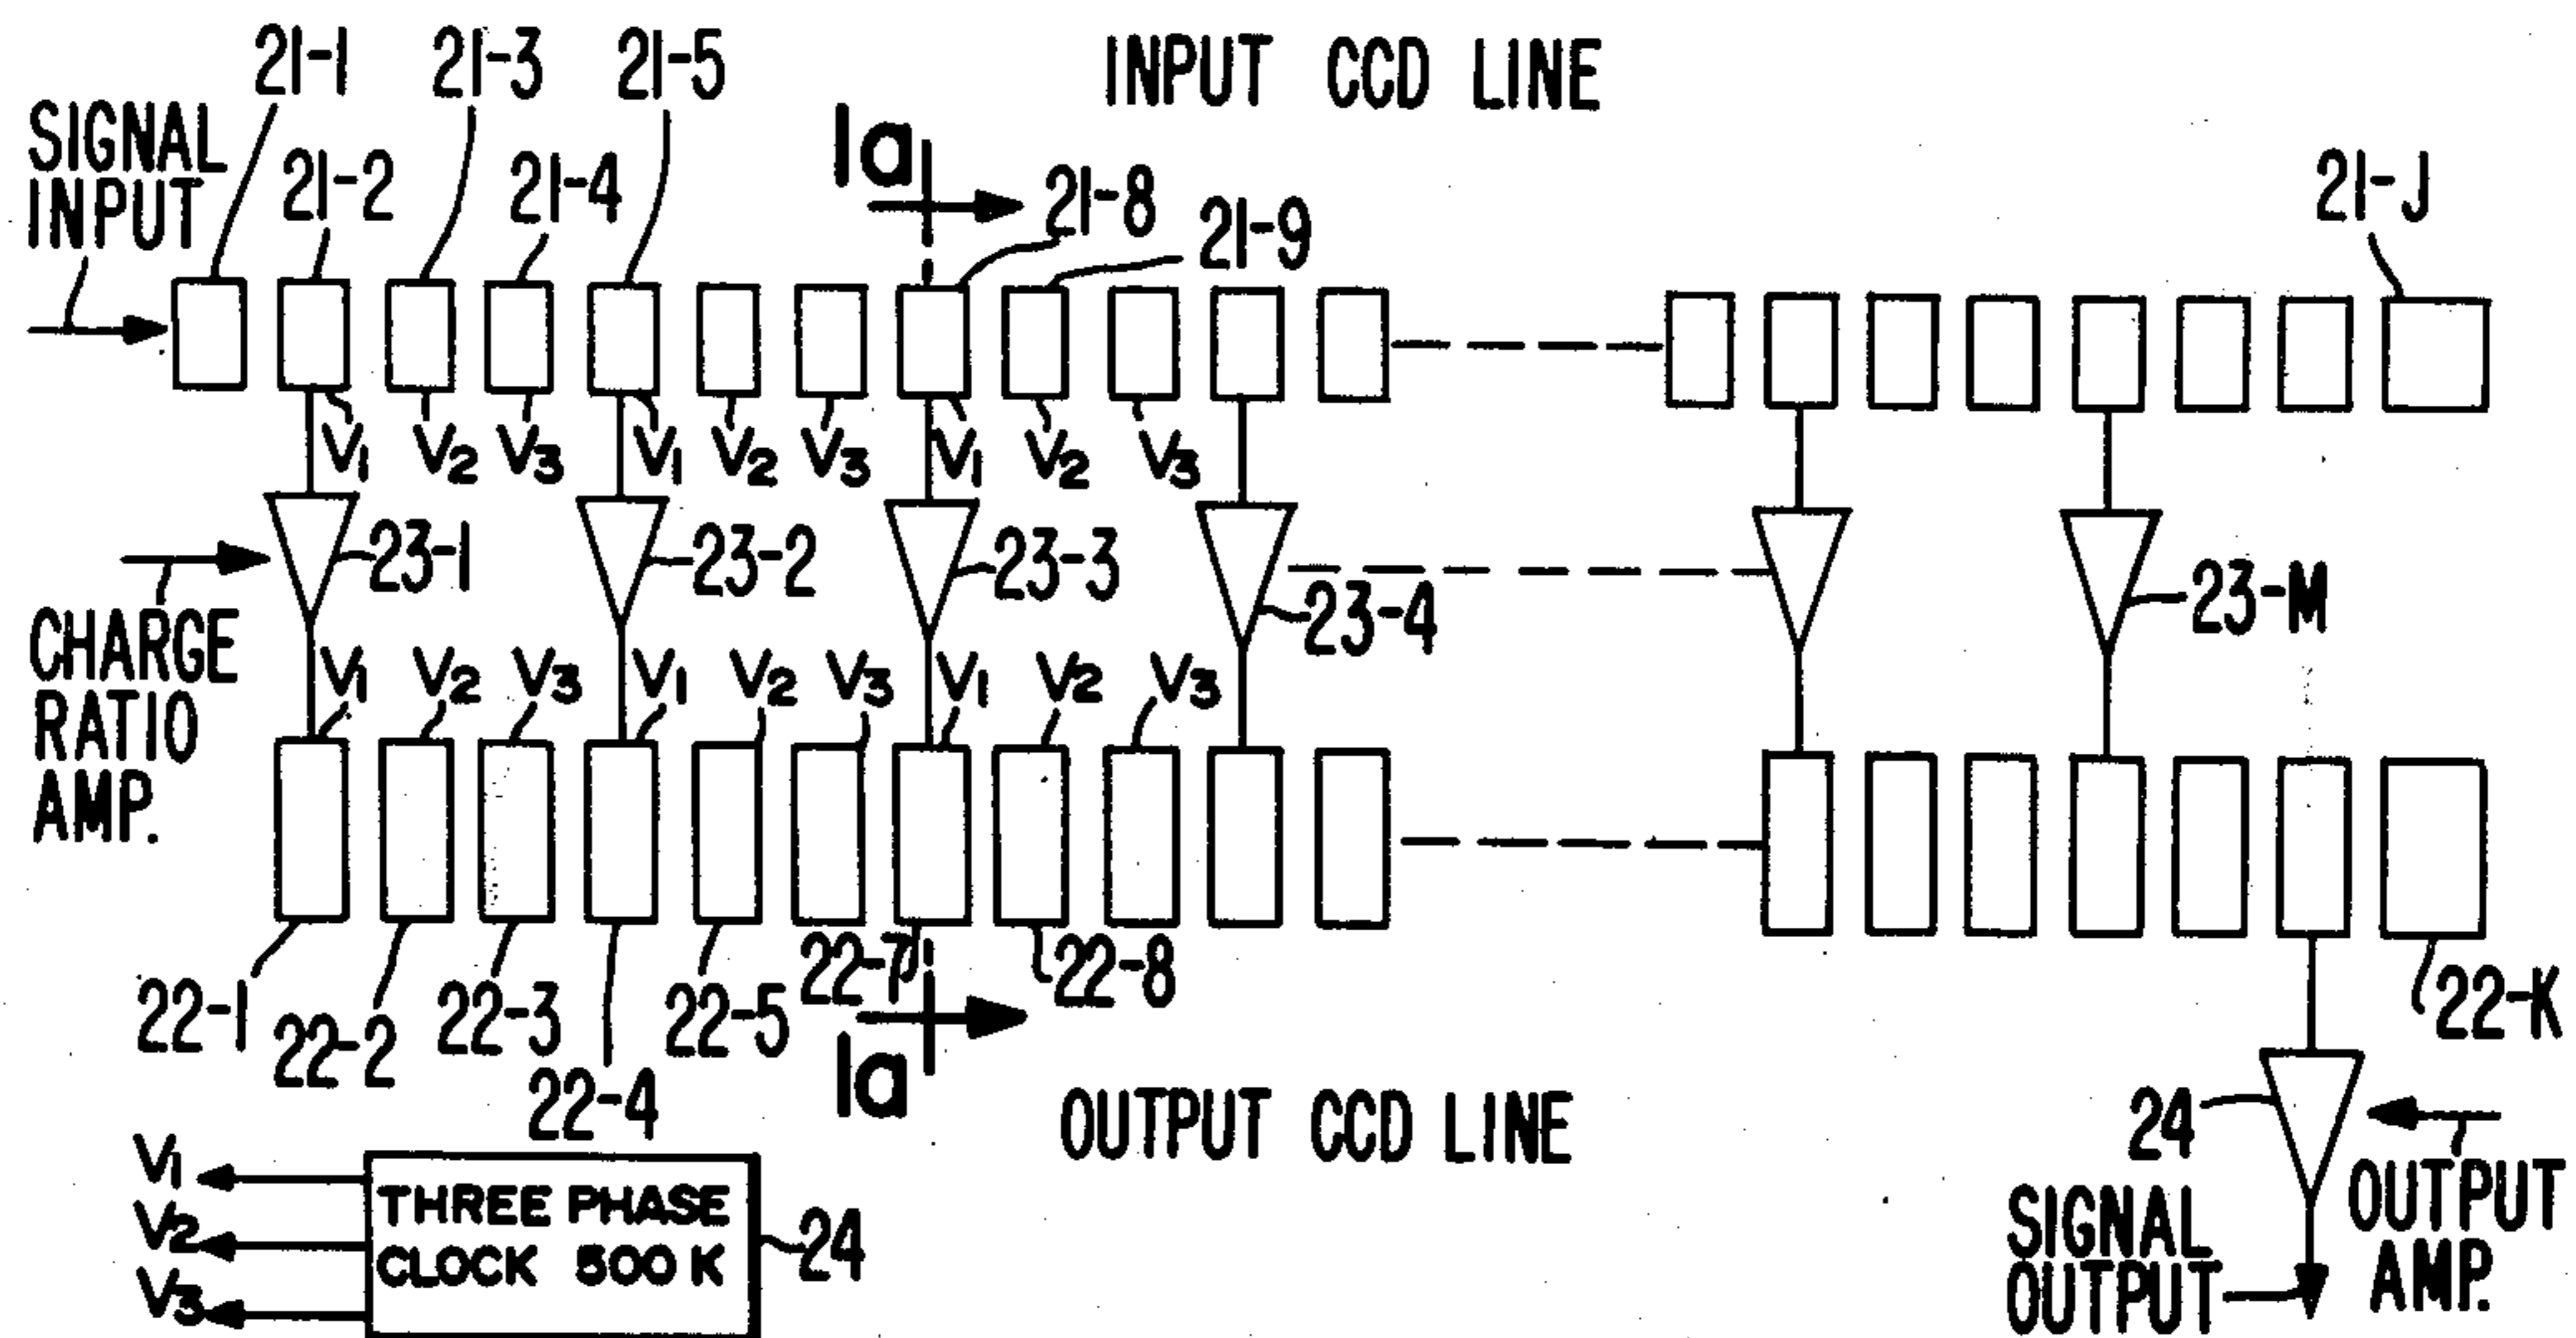 21-1
21-3
21-5
INPUT CCD LINE
SIGNAL
INPUT
21-2
21-4
1a
21-8
21-9
21-J
V1
V2
V3
V1
V2
V3
V1
V2
V3
CHARGE
RATIO
AMP.
23-1
23-2
23-3
23-4
23-M
V1
V2
V3
V1
V2
V3
V1
V2
V3
22-1
22-2
22-3
22-4
22-5
22-7
22-8
22-K
1a
OUTPUT CCD LINE
V1
V2
V3
THREE PHASE
CLOCK 500 K
24
24
SIGNAL
OUTPUT
OUTPUT
AMP.